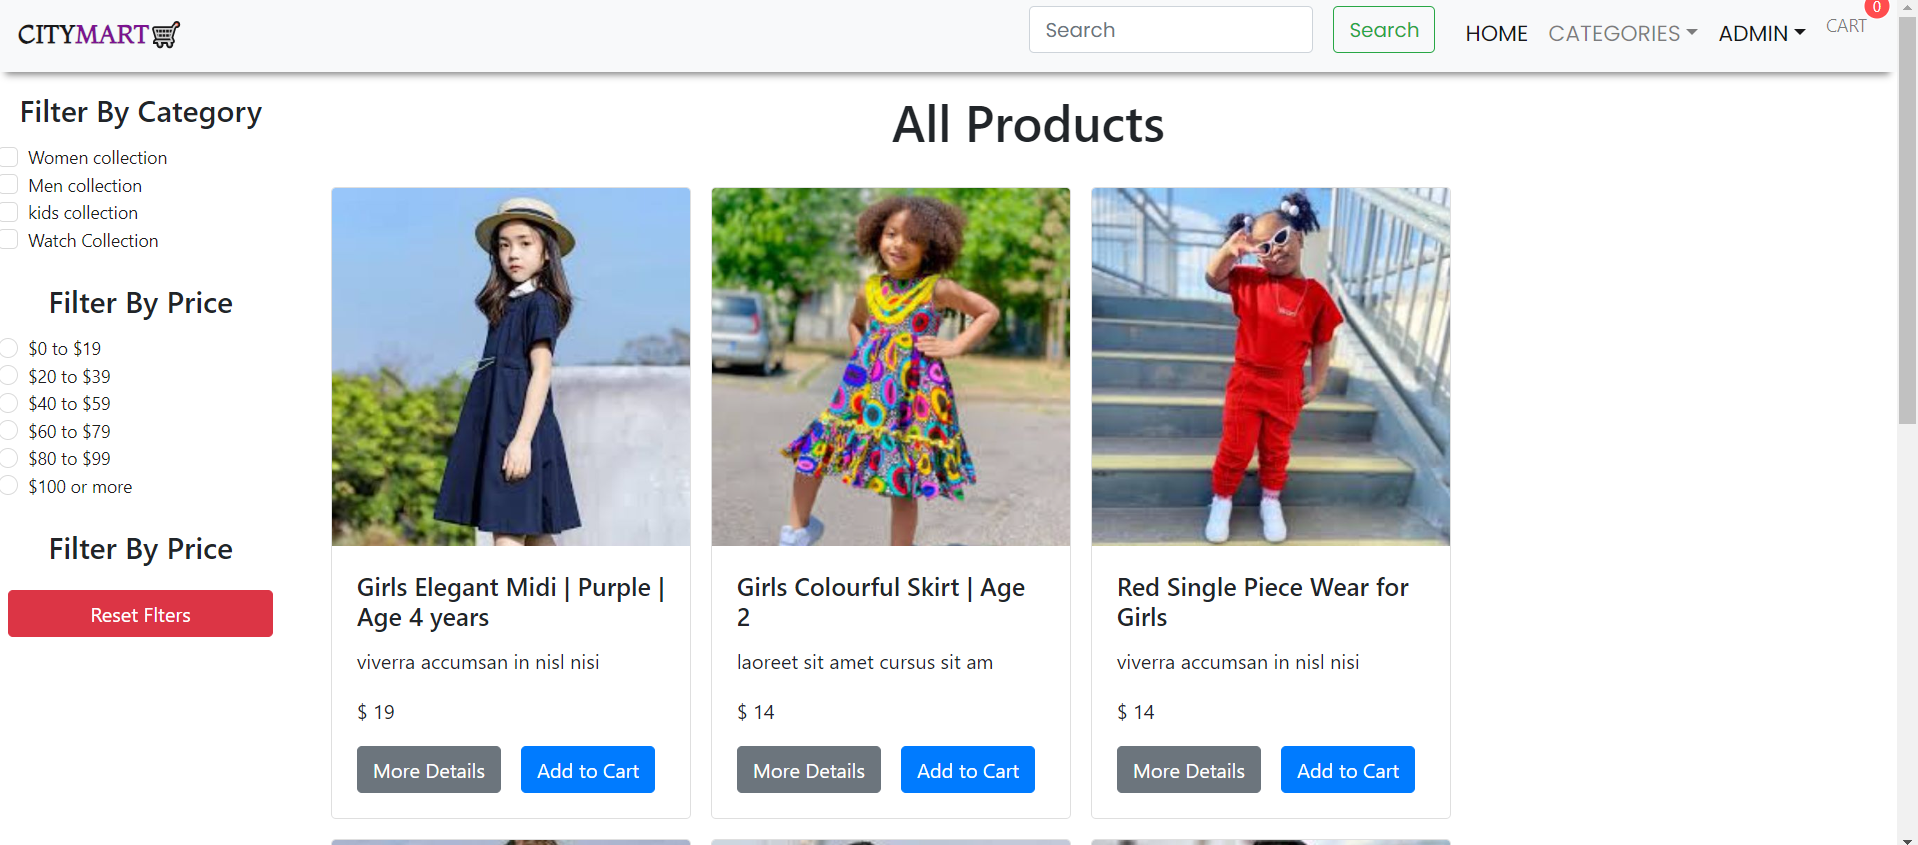 CITYMART
Search
Search
HOME
CATEGORIES
ADMIN
CART
0
Filter By Category
Women collection
Men collection
kids collection
Watch Collection
Filter By Price
$0 to $19
$20 to $39
$40 to $59
$60 to $79
$80 to $99
$100 or more
Filter By Price
Reset Flters
All Products
Girls Elegant Midi | Purple |
Age 4 years
viverra accumsan in nisl nisi
$ 19
More Details
Add to Cart
Girls Colourful Skirt | Age
2
laoreet sit amet cursus sit am
$ 14
More Details
Add to Cart
Red Single Piece Wear for
Girls
viverra accumsan in nisl nisi
$ 14
More Details
Add to Cart